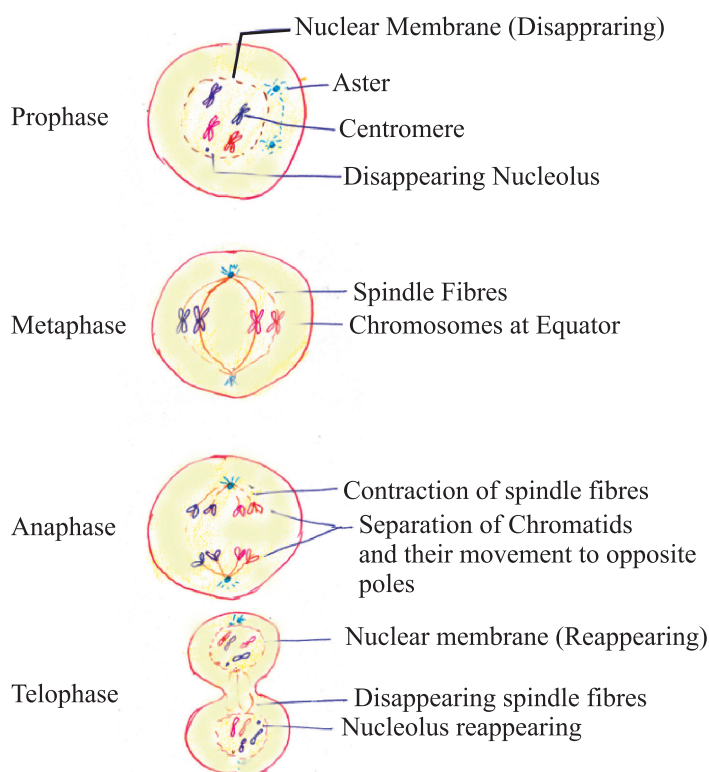 Nuclear Membrane (Disappraring)
Prophase
Aster
Centromere
Disappearing Nucleolus
Metaphase
Spindle Fibres
Chromosomes at Equator
Anaphase
Contraction of spindle fibres
Separation of Chromatids
and their movement to opposite
poles
Telophase
Nuclear membrane (Reappearing)
Disappearing spindle fibres
Nucleolus reappearing